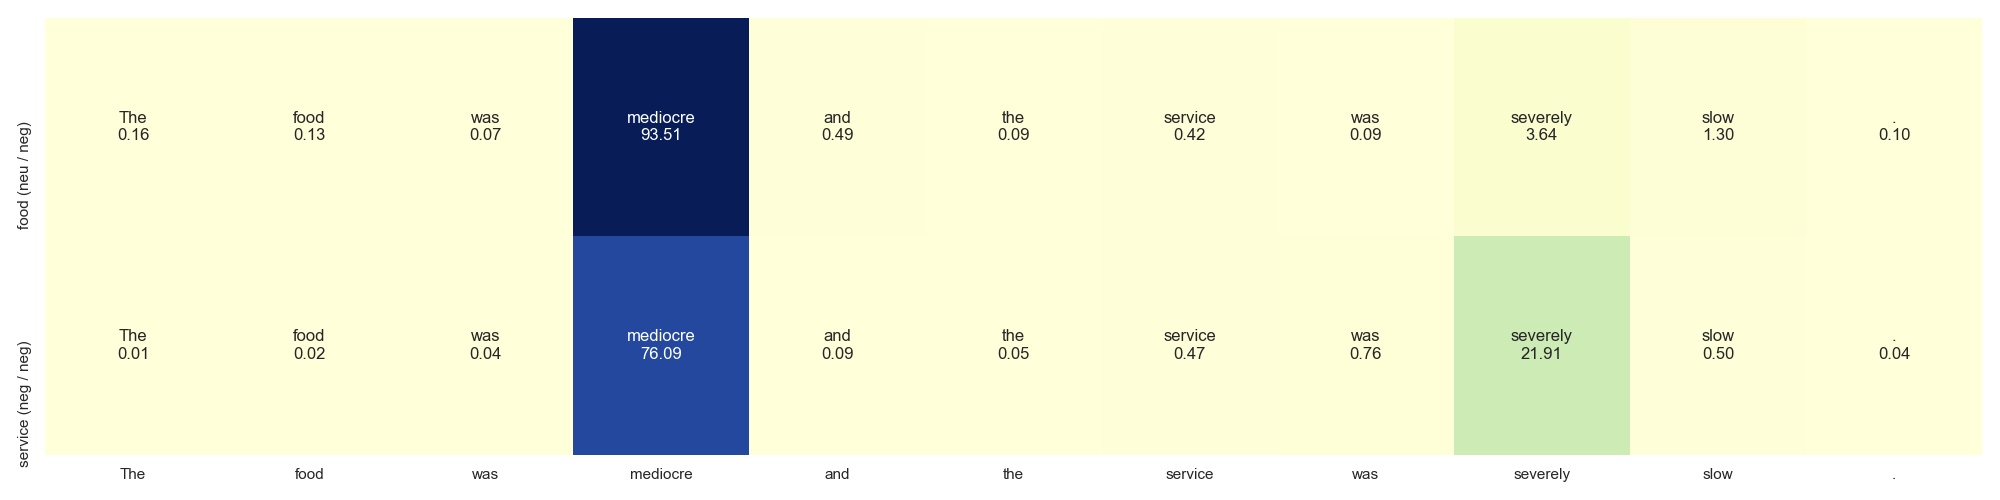 food (neu / neg)
The food was mediocre and the service was severely slow .
0.16 0.13 0.07 93.51 0.49 0.09 0.42 0.09 3.64 1.30 0.10
service (neg / neg)
The food was mediocre and the service was severely slow .
0.01 0.02 0.04 76.09 0.09 0.05 0.47 0.76 21.91 0.50 0.04
The food was mediocre and the service was severely slow .